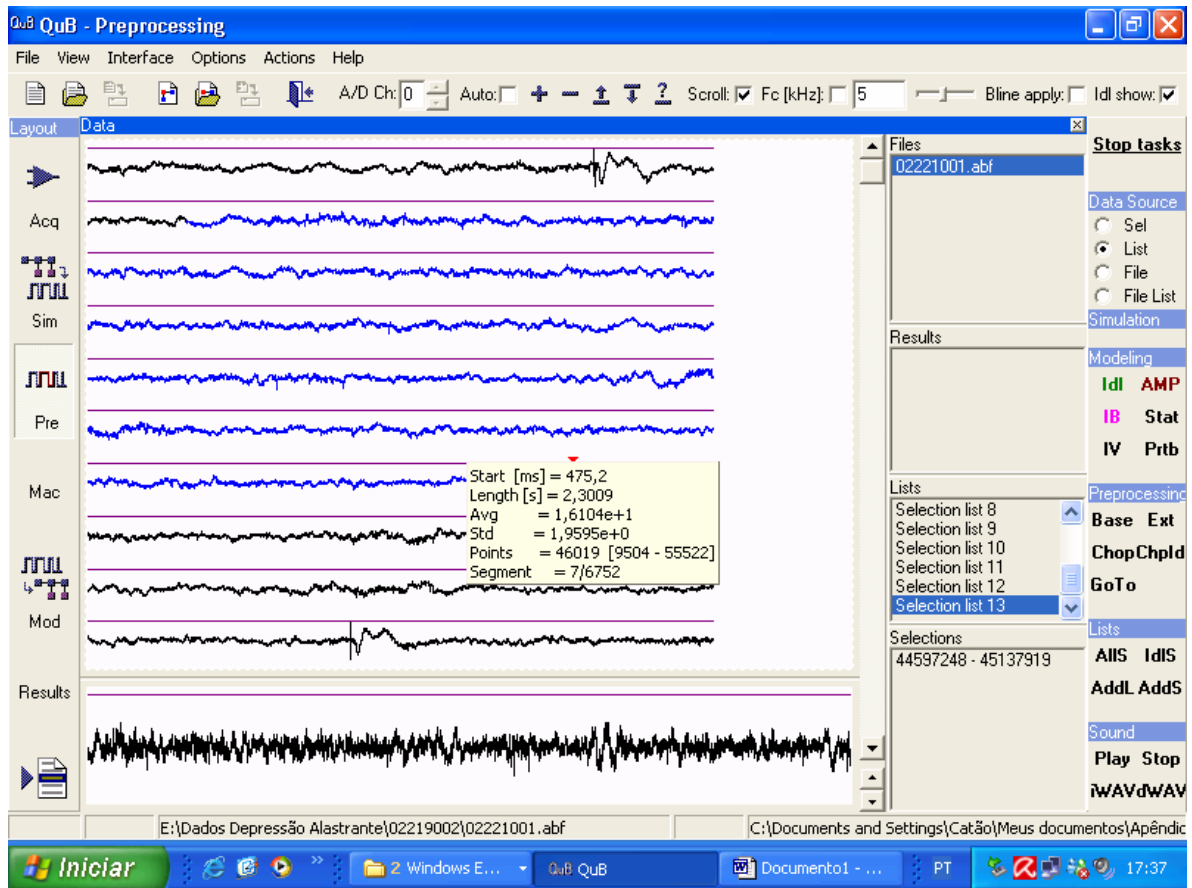 QuB QuB - Preprocessing
File View Interface Options Actions Help
A/D Ch: 0 Auto: Scroll: Fc [kHz]: 5 Bline apply: Idl show:
Layout
Acq
Sim
Pre
Mac
Mod
Results
Data
Start [ms] = 475,2
Length [s] = 2,3009
Avg = 1,6104e+1
Std = 1,9595e+0
Points = 46019 [9504 - 55522]
Segment = 7/6752
Files
02221001.abf
Results
Lists
Selection list 8
Selection list 9
Selection list 10
Selection list 11
Selection list 12
Selection list 13
Selections
44597248 - 45137919
Stop tasks
Data Source
Sel
List
File
File List
Simulation
Modeling
Idl AMP
IB Stat
IV Prtb
Preprocessing
Base Ext
Chop ChpId
GoTo
Lists
AllS IdlS
AddL AddS
Sound
Play Stop
iWAV dWAV
E:\Dados Depressão Alastrante\02219002\02221001.abf C:\Documents and Settings\Catão\Meus documentos\Apêndic
Iniciar » 2 Windows E... QuB QuB Documento1 - ... PT 17:37